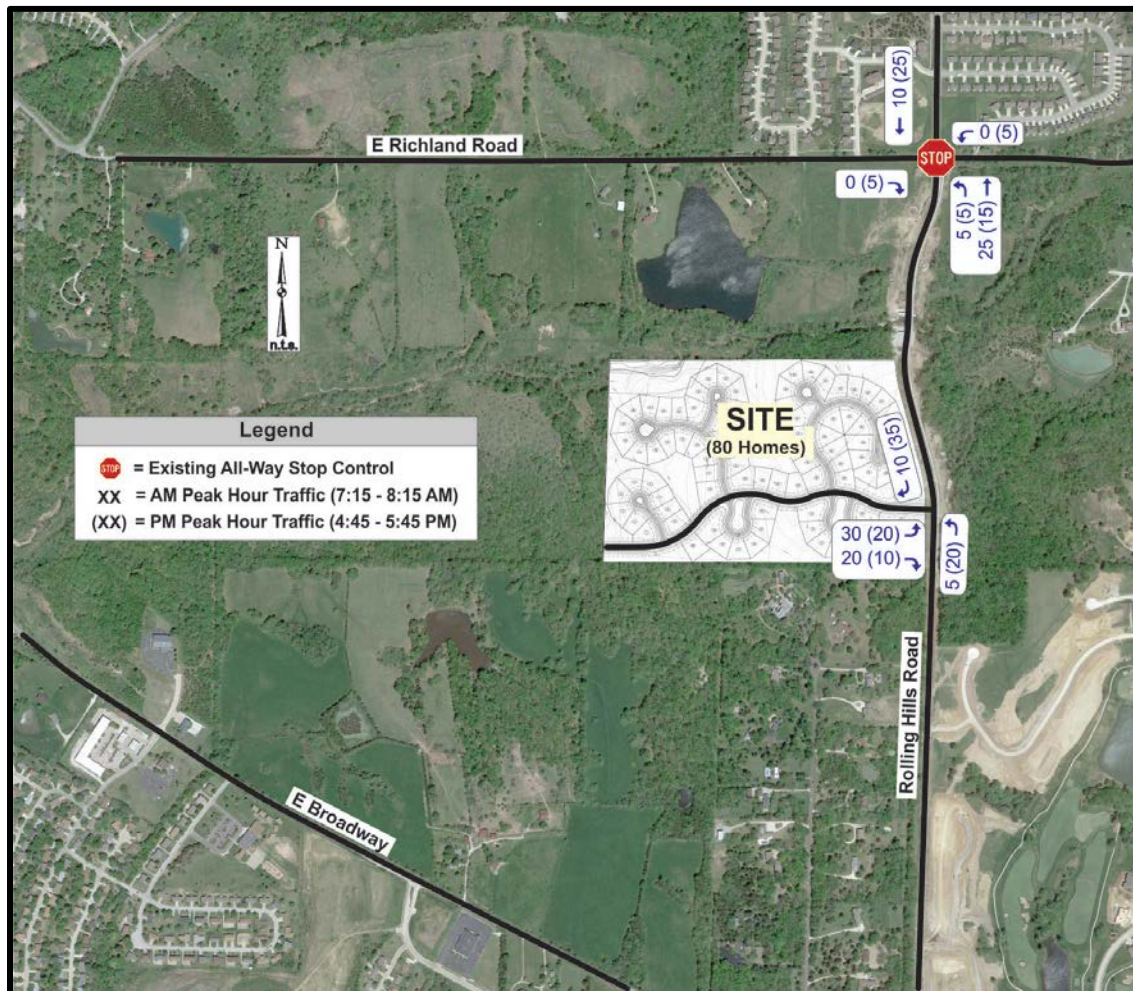 10 (25)
E Richland Road
STOP
0 (5)
0 (5)
5 (5)
25 (15)
N
n.t.s.
SITE
(80 Homes)
10 (35)
Legend
STOP = Existing All-Way Stop Control
XX = AM Peak Hour Traffic (7:15 - 8:15 AM)
(XX) = PM Peak Hour Traffic (4:45 - 5:45 PM)
30 (20)
20 (10)
5 (20)
Rolling Hills Road
E Broadway